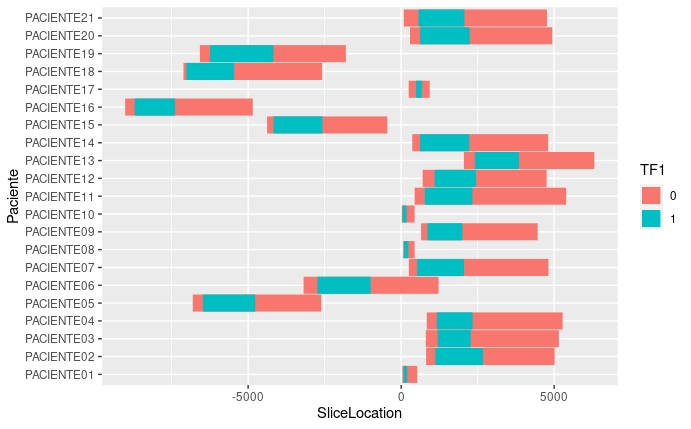 PACIENTE21
PACIENTE20
PACIENTE19
PACIENTE18
PACIENTE17
PACIENTE16
PACIENTE15
PACIENTE14
PACIENTE13
PACIENTE12
PACIENTE11
PACIENTE10
PACIENTE09
PACIENTE08
PACIENTE07
PACIENTE06
PACIENTE05
PACIENTE04
PACIENTE03
PACIENTE02
PACIENTE01
Paciente
-5000 0 5000
SliceLocation
TF1
0
1